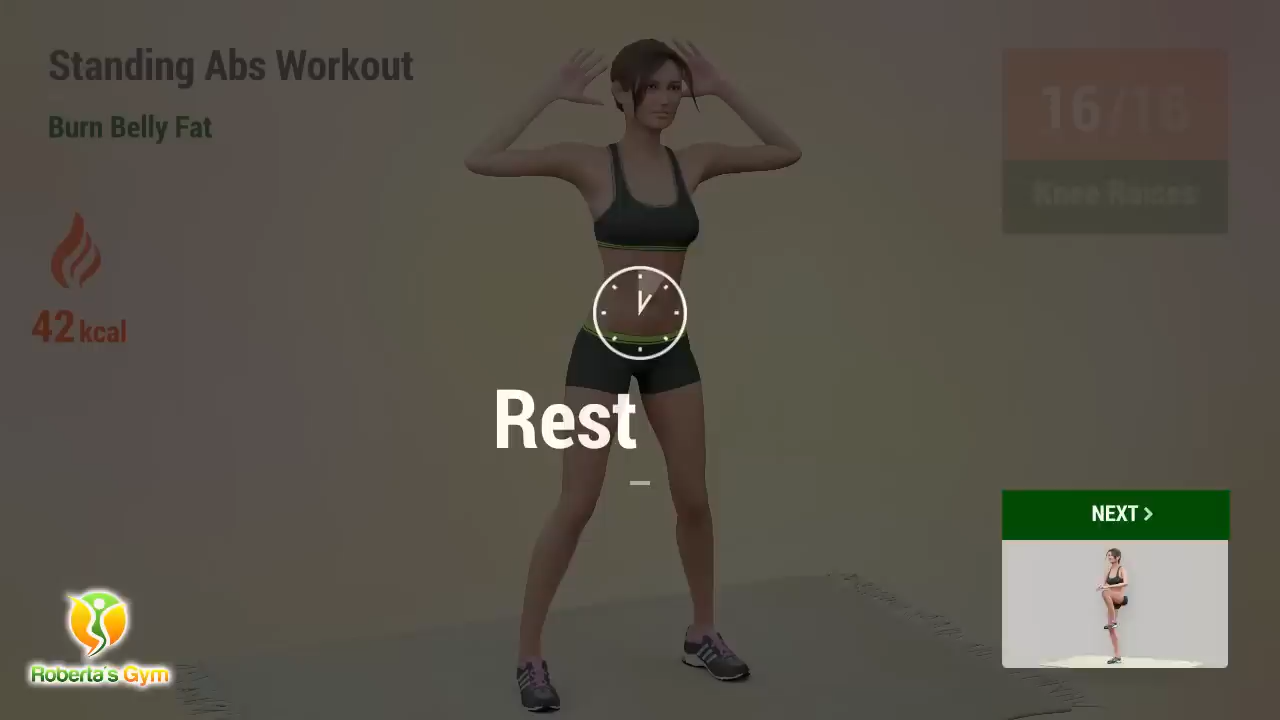 Standing Abs Workout
Burn Belly Fat
16/16
Knee Raises
42 kcal
Rest
NEXT >
Roberta's Gym